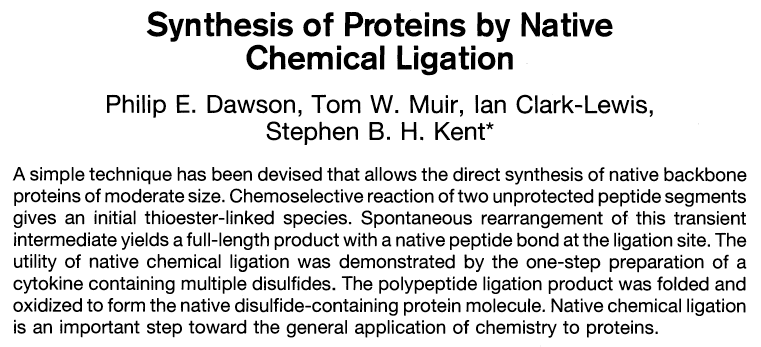 Synthesis of Proteins by Native
Chemical Ligation
Philip E. Dawson, Tom W. Muir, Ian Clark-Lewis,
Stephen B. H. Kent*
A simple technique has been devised that allows the direct synthesis of native backbone
proteins of moderate size. Chemoselective reaction of two unprotected peptide segments
gives an initial thioester-linked species. Spontaneous rearrangement of this transient
intermediate yields a full-length product with a native peptide bond at the ligation site. The
utility of native chemical ligation was demonstrated by the one-step preparation of a
cytokine containing multiple disulfides. The polypeptide ligation product was folded and
oxidized to form the native disulfide-containing protein molecule. Native chemical ligation
is an important step toward the general application of chemistry to proteins.